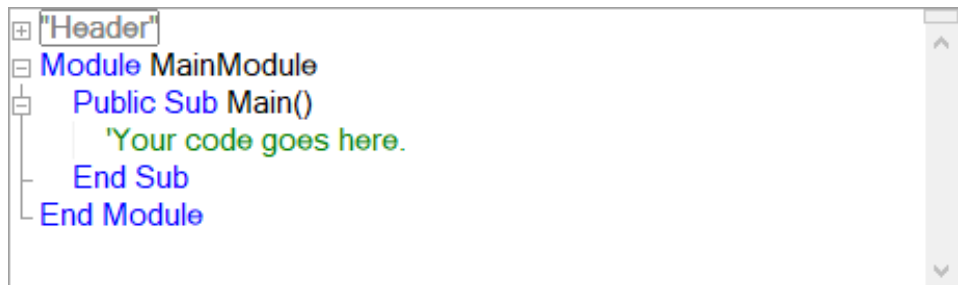 "Header"
Module MainModule
Public Sub Main()
'Your code goes here.
End Sub
End Module